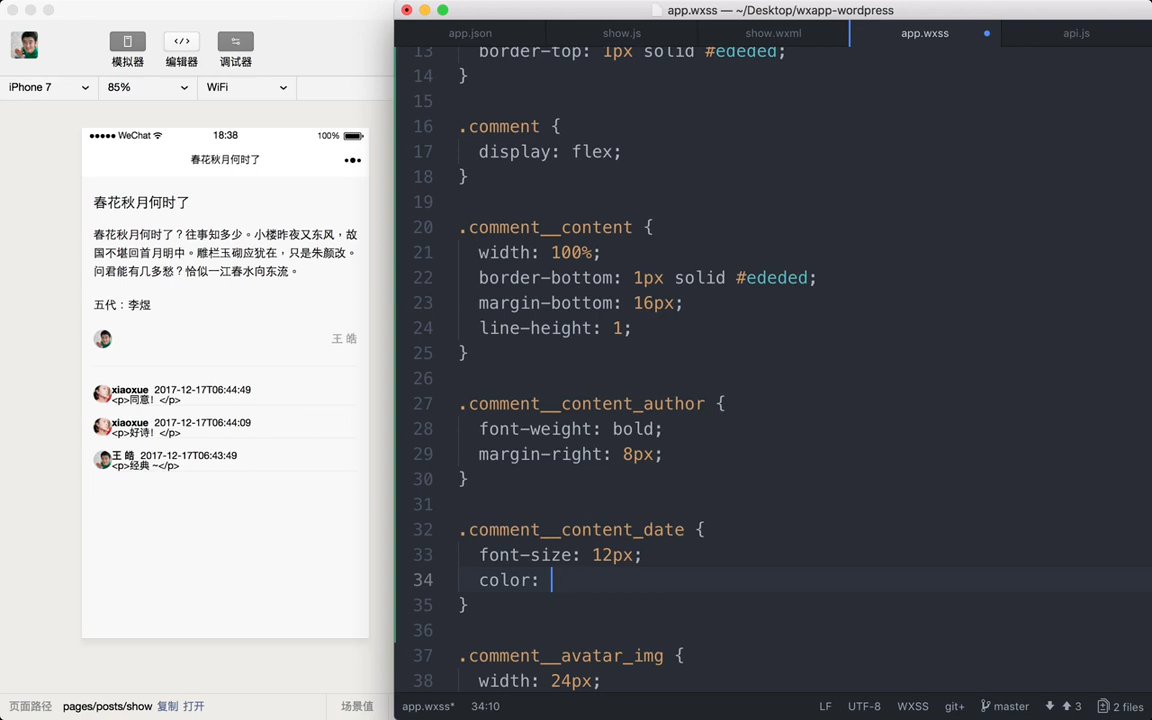 app.wxss — ~/Desktop/wxapp-wordpress
app.json
show.js
show.wxml
app.wxss
api.js
模拟器
编辑器
调试器
iPhone 7
85%
WiFi
WeChat
18:38
100%
春花秋月何时了
春花秋月何时了
春花秋月何时了？往事知多少。小楼昨夜又东风，故
国不堪回首月明中。雕栏玉砌应犹在，只是朱颜改。
问君能有几多愁？恰似一江春水向东流。
五代：李煜
王 皓
xiaoxue 2017-12-17T06:44:49
<p>同意！</p>
xiaoxue 2017-12-17T06:44:09
<p>好诗！</p>
王 皓 2017-12-17T06:43:49
<p>经典 ~</p>
页面路径 pages/posts/show 复制 打开
场景值
13 border-top: 1px solid #ededed;
14 }
15
16 .comment {
17 display: flex;
18 }
19
20 .comment__content {
21 width: 100%;
22 border-bottom: 1px solid #ededed;
23 margin-bottom: 16px;
24 line-height: 1;
25 }
26
27 .comment__content_author {
28 font-weight: bold;
29 margin-right: 8px;
30 }
31
32 .comment__content_date {
33 font-size: 12px;
34 color:
35 }
36
37 .comment__avatar_img {
38 width: 24px;
app.wxss* 34:10
LF UTF-8 WXSS git+ master 3 2 files